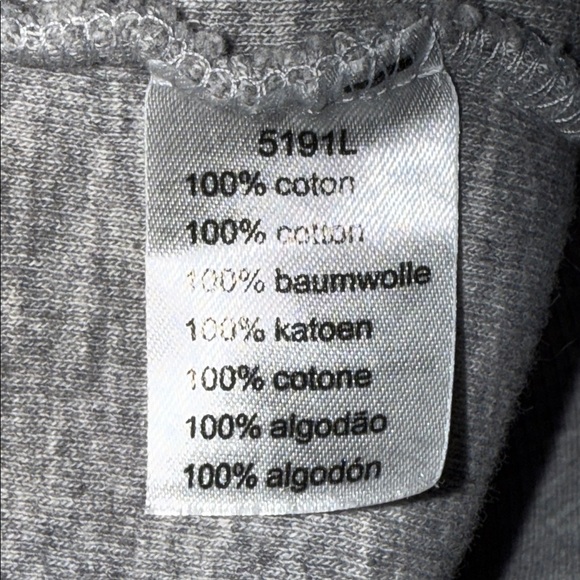 5191L
100% coton
100% cotton
100% baumwolle
100% katoen
100% cotone
100% algodão
100% algodón